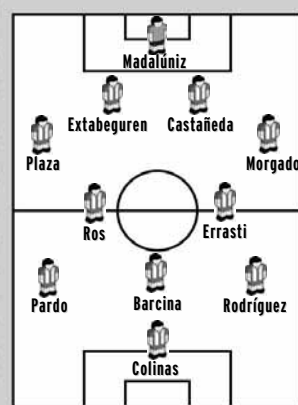 Madalúniz
Extabeguren Castañeda
Plaza Morgado
Ros Errasti
Pardo Barcina Rodríguez
Colinas